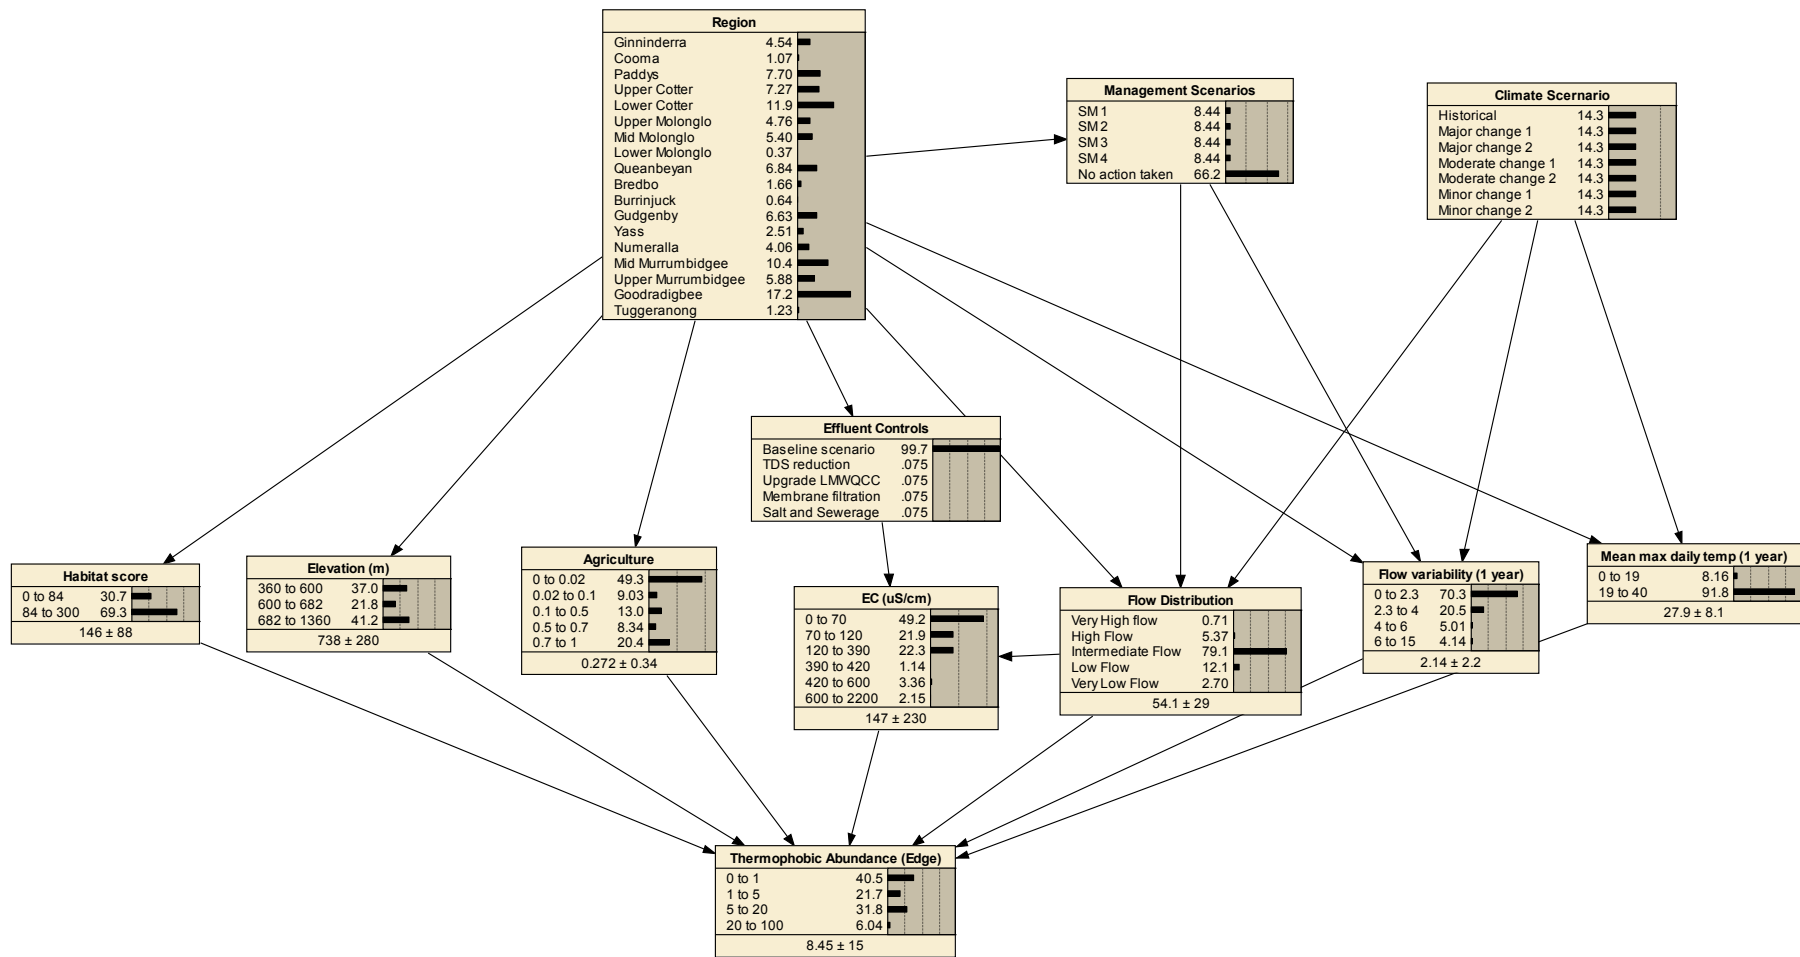 Region
Ginninderra 4.54
Cooma 1.07
Paddys 7.70
Upper Cotter 7.27
Lower Cotter 11.9
Upper Molonglo 4.76
Mid Molonglo 5.40
Lower Molonglo 0.37
Queanbeyan 6.84
Bredbo 1.66
Burrinjuck 0.64
Gudgenby 6.63
Yass 2.51
Numeralla 4.06
Mid Murrumbidgee 10.4
Upper Murrumbidgee 5.88
Goodradigbee 17.2
Tuggeranong 1.23
Management Scenarios
SM 1 8.44
SM 2 8.44
SM 3 8.44
SM 4 8.44
No action taken 66.2
Climate Scernario
Historical 14.3
Major change 1 14.3
Major change 2 14.3
Moderate change 1 14.3
Moderate change 2 14.3
Minor change 1 14.3
Minor change 2 14.3
Effluent Controls
Baseline scenario 99.7
TDS reduction .075
Upgrade LMWQCC .075
Membrane filtration .075
Salt and Sewerage .075
Habitat score
0 to 84 30.7
84 to 300 69.3
146 ± 88
Elevation (m)
360 to 600 37.0
600 to 682 21.8
682 to 1360 41.2
738 ± 280
Agriculture
0 to 0.02 49.3
0.02 to 0.1 9.03
0.1 to 0.5 13.0
0.5 to 0.7 8.34
0.7 to 1 20.4
0.272 ± 0.34
EC (uS/cm)
0 to 70 49.2
70 to 120 21.9
120 to 390 22.3
390 to 420 1.14
420 to 600 3.36
600 to 2200 2.15
147 ± 230
Flow Distribution
Very High flow 0.71
High Flow 5.37
Intermediate Flow 79.1
Low Flow 12.1
Very Low Flow 2.70
54.1 ± 29
Flow variability (1 year)
0 to 2.3 70.3
2.3 to 4 20.5
4 to 6 5.01
6 to 15 4.14
2.14 ± 2.2
Mean max daily temp (1 year)
0 to 19 8.16
19 to 40 91.8
27.9 ± 8.1
Thermophobic Abundance (Edge)
0 to 1 40.5
1 to 5 21.7
5 to 20 31.8
20 to 100 6.04
8.45 ± 15